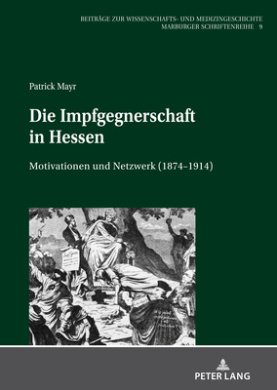 BEITRÄGE ZUR WISSENSCHAFTS- UND MEDIZINGESCHICHTE
MARBURGER SCHRIFTENREIHE 9
Patrick Mayr
Die Impfgegnerschaft
in Hessen
Motivationen und Netzwerk (1874–1914)
PETER LANG